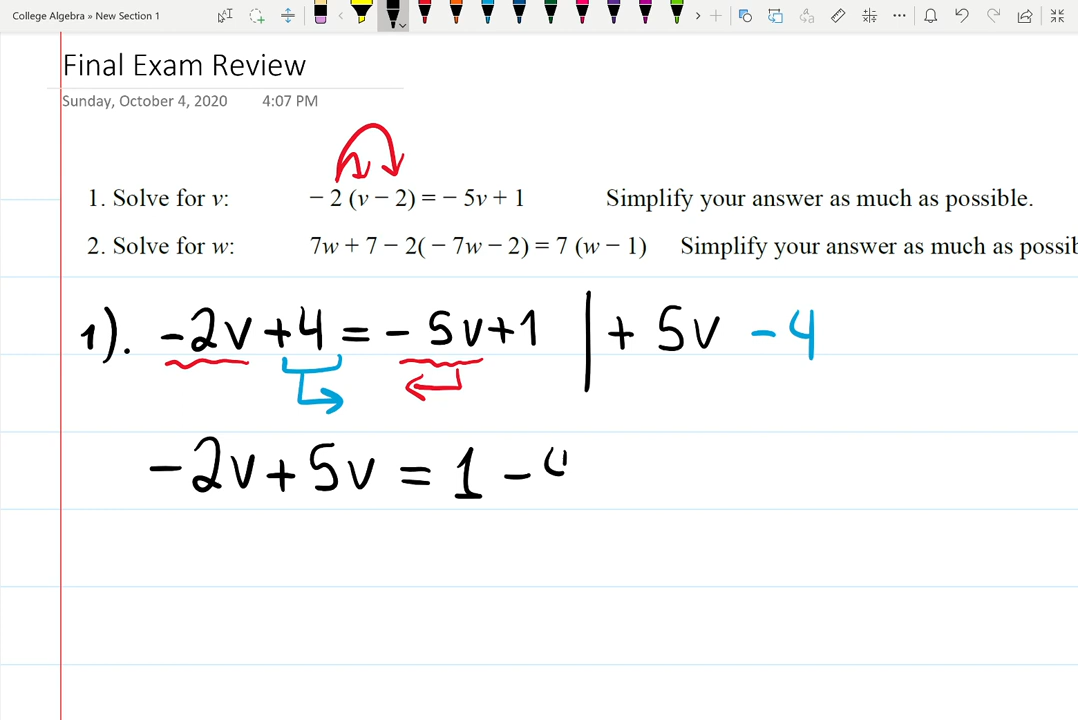 College Algebra » New Section 1
Final Exam Review
Sunday, October 4, 2020 4:07 PM
1. Solve for v: − 2 (v − 2) = − 5v + 1 Simplify your answer as much as possible.
2. Solve for w: 7w + 7 − 2(− 7w − 2) = 7 (w − 1) Simplify your answer as much as possib
1). -2v +4 = - 5v+1 | + 5v - 4
-2v + 5v = 1 -